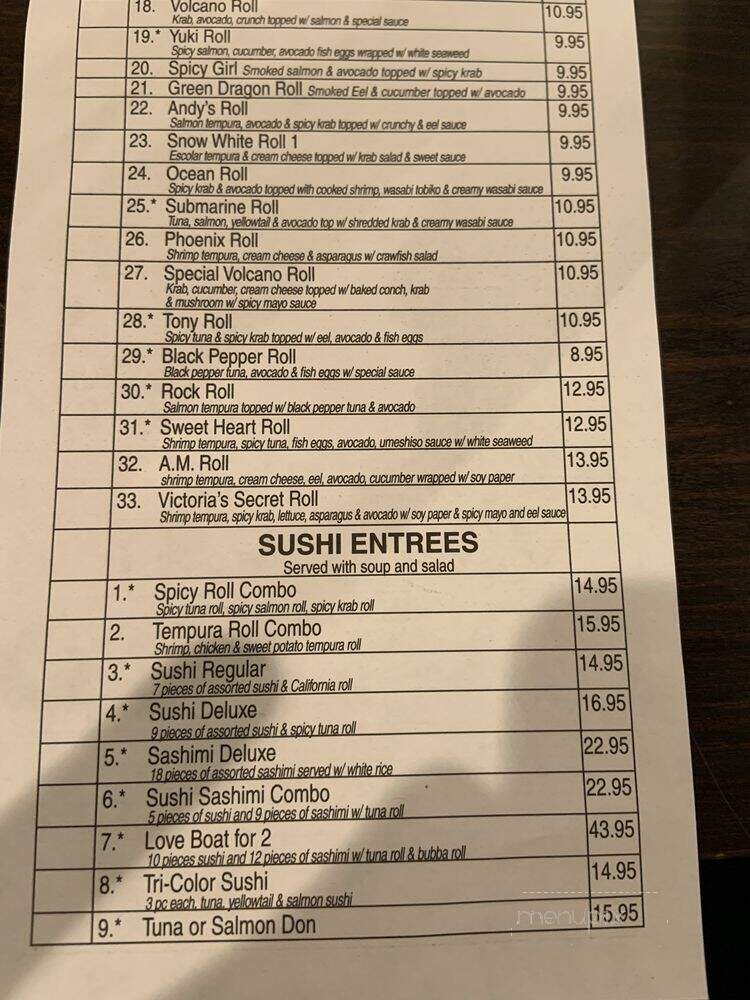 18. Volcano Roll 10.95
Krab, avocado, crunch topped w/ salmon & special sauce
19.* Yuki Roll 9.95
Spicy salmon, cucumber, avocado fish eggs wrapped w/ white seaweed
20. Spicy Girl Smoked salmon & avocado topped w/ spicy krab 9.95
21. Green Dragon Roll Smoked Eel & cucumber topped w/ avocado 9.95
22. Andy's Roll 9.95
Salmon tempura, avocado & spicy krab topped w/ crunchy & eel sauce
23. Snow White Roll 1 9.95
Escolar tempura & cream cheese topped w/ krab salad & sweet sauce
24. Ocean Roll 9.95
Spicy krab & avocado topped with cooked shrimp, wasabi tobiko & creamy wasabi sauce
25.* Submarine Roll 10.95
Tuna, salmon, yellowtail & avocado top w/ shredded krab & creamy wasabi sauce
26. Phoenix Roll 10.95
Shrimp tempura, cream cheese & asparagus w/ crawfish salad
27. Special Volcano Roll 10.95
Krab, cucumber, cream cheese topped w/ baked conch, krab
& mushroom w/ spicy mayo sauce
28.* Tony Roll 10.95
Spicy tuna & spicy krab topped w/ eel, avocado & fish eggs
29.* Black Pepper Roll 8.95
Black pepper tuna, avocado & fish eggs w/ special sauce
30.* Rock Roll 12.95
Salmon tempura topped w/ black pepper tuna & avocado
31.* Sweet Heart Roll 12.95
Shrimp tempura, spicy tuna, fish eggs, avocado, umeshiso sauce w/ white seaweed
32. A.M. Roll 13.95
shrimp tempura, cream cheese, eel, avocado, cucumber wrapped w/ soy paper
33. Victoria's Secret Roll 13.95
Shrimp tempura, spicy krab, lettuce, asparagus & avocado w/ soy paper & spicy mayo and eel sauce
SUSHI ENTREES
Served with soup and salad
1.* Spicy Roll Combo 14.95
Spicy tuna roll, spicy salmon roll, spicy krab roll
2. Tempura Roll Combo 15.95
Shrimp, chicken & sweet potato tempura roll
3.* Sushi Regular 14.95
7 pieces of assorted sushi & California roll
4.* Sushi Deluxe 16.95
9 pieces of assorted sushi & spicy tuna roll
5.* Sashimi Deluxe 22.95
18 pieces of assorted sashimi served w/ white rice
6.* Sushi Sashimi Combo 22.95
5 pieces of sushi and 9 pieces of sashimi w/ tuna roll
7.* Love Boat for 2 43.95
10 pieces sushi and 12 pieces of sashimi w/ tuna roll & bubba roll
8.* Tri-Color Sushi 14.95
3 pc each, tuna, yellowtail & salmon sushi
9.* Tuna or Salmon Don 15.95